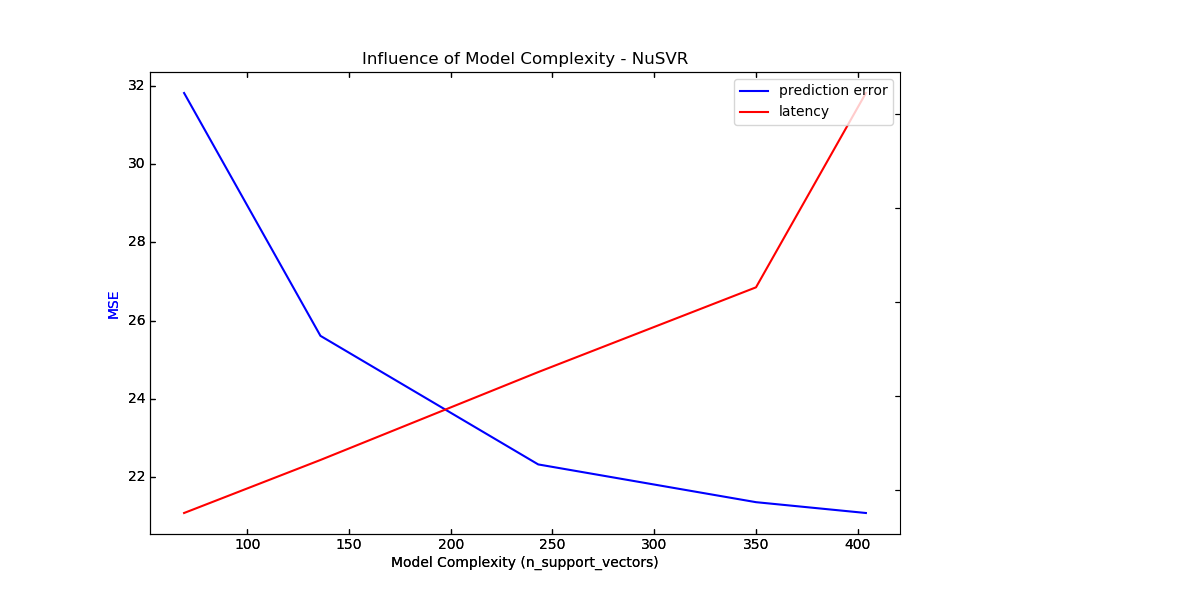 Influence of Model Complexity - NuSVR
prediction error
latency
32
30
28
26
24
22
MSE
100 150 200 250 300 350 400
Model Complexity (n_support_vectors)